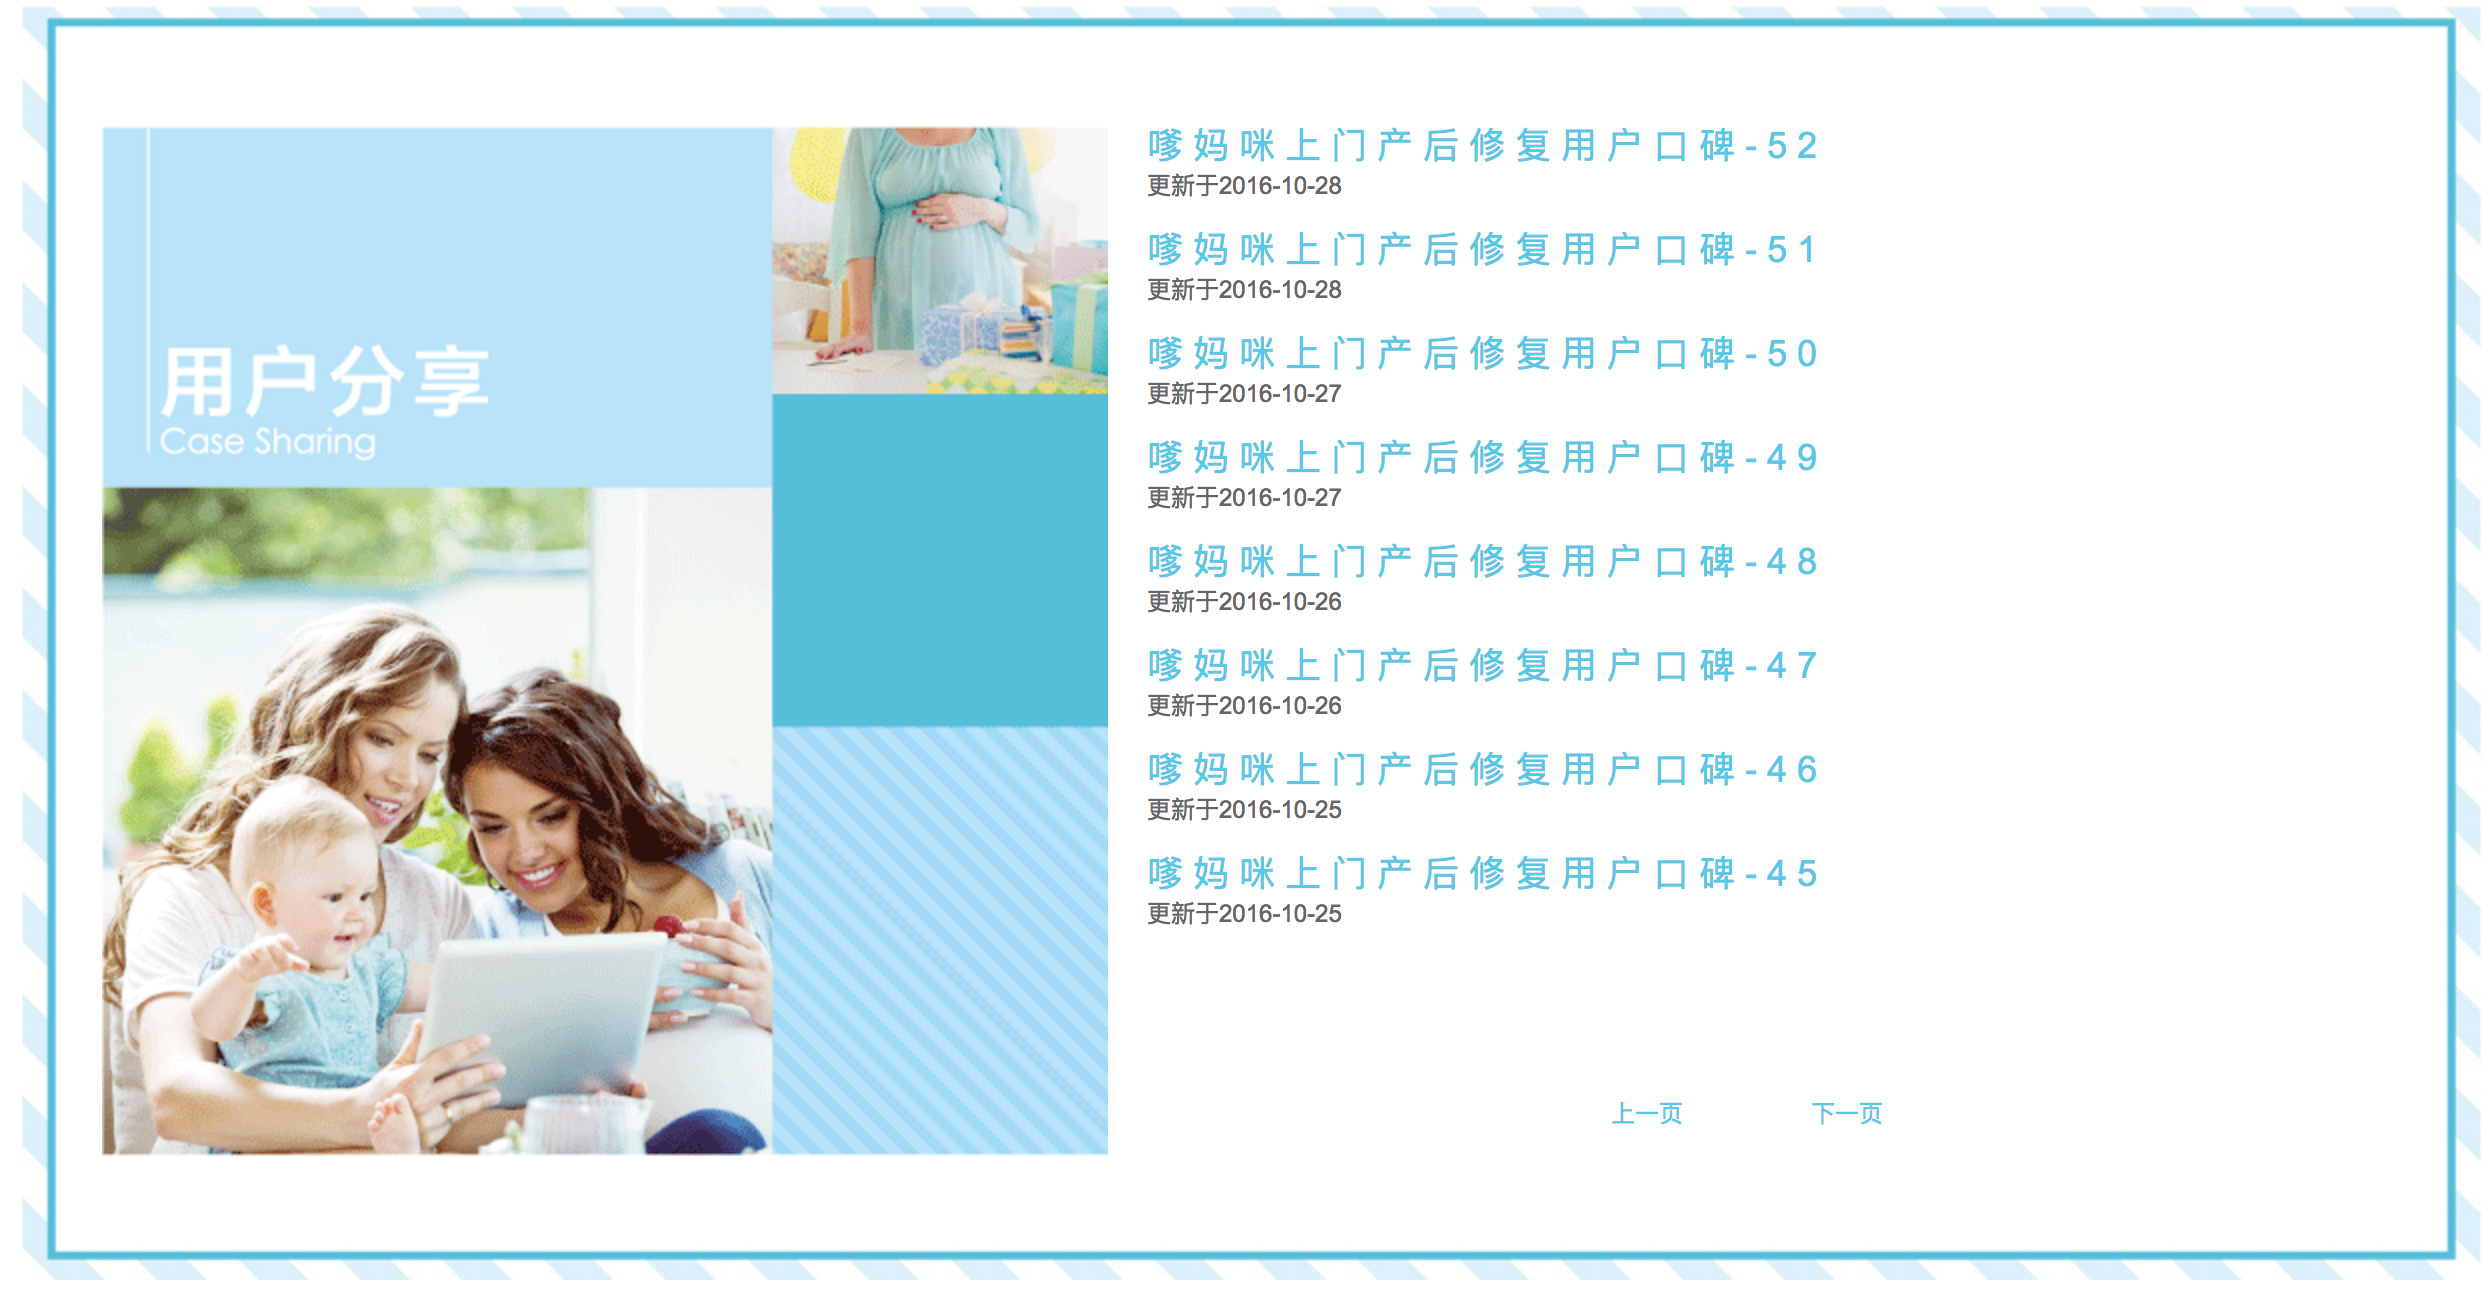 用户分享
Case Sharing
嗲妈咪上门产后修复用户口碑-52
更新于2016-10-28
嗲妈咪上门产后修复用户口碑-51
更新于2016-10-28
嗲妈咪上门产后修复用户口碑-50
更新于2016-10-27
嗲妈咪上门产后修复用户口碑-49
更新于2016-10-27
嗲妈咪上门产后修复用户口碑-48
更新于2016-10-26
嗲妈咪上门产后修复用户口碑-47
更新于2016-10-26
嗲妈咪上门产后修复用户口碑-46
更新于2016-10-25
嗲妈咪上门产后修复用户口碑-45
更新于2016-10-25
上一页 下一页